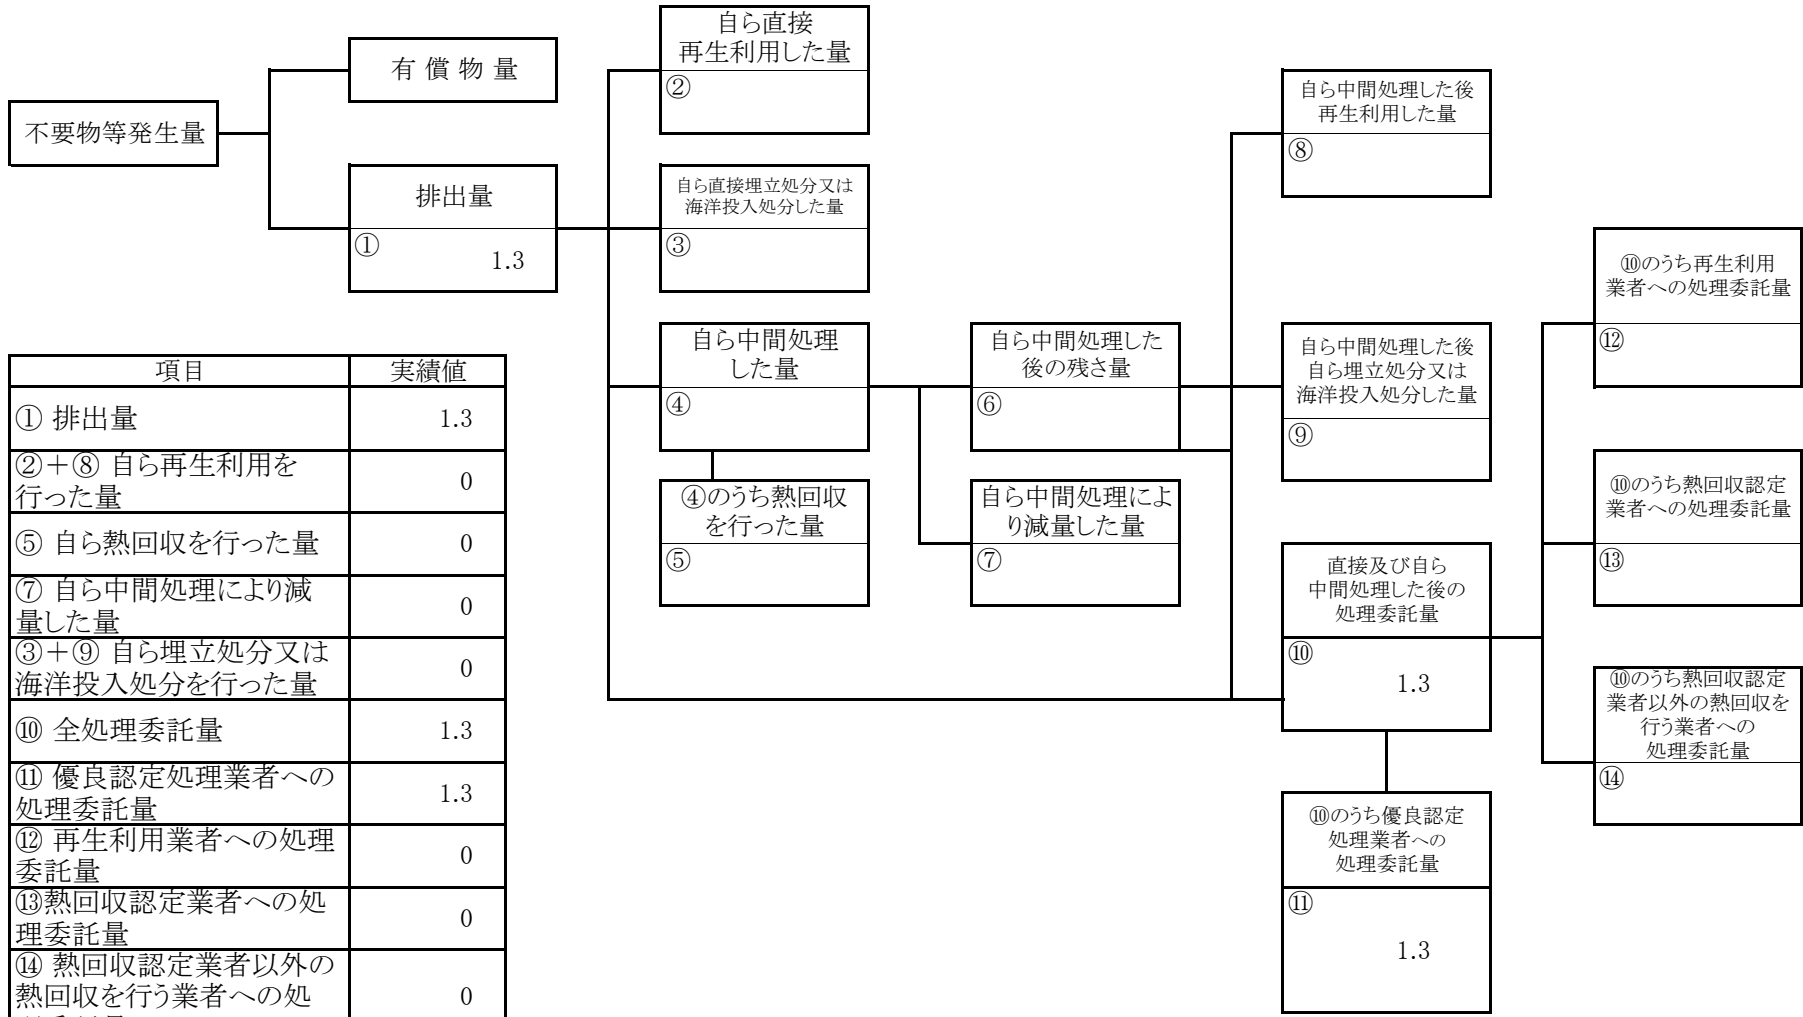 不要物等発生量
有 償 物 量
排出量
①
1.3
自ら直接
再生利用した量
②
自ら直接埋立処分又は
海洋投入処分した量
③
自ら中間処理
した量
④
④のうち熱回収
を行った量
⑤
自ら中間処理した
後の残さ量
⑥
自ら中間処理によ
り減量した量
⑦
自ら中間処理した後
再生利用した量
⑧
自ら中間処理した後
自ら埋立処分又は
海洋投入処分した量
⑨
直接及び自ら
中間処理した後の
処理委託量
⑩
1.3
⑩のうち優良認定
処理業者への
処理委託量
⑪
1.3
⑩のうち再生利用
業者への処理委託量
⑫
⑩のうち熱回収認定
業者への処理委託量
⑬
⑩のうち熱回収認定
業者以外の熱回収を
行う業者への
処理委託量
⑭
項目 実績値
① 排出量 1.3
②＋⑧ 自ら再生利用を
行った量 0
⑤ 自ら熱回収を行った量 0
⑦ 自ら中間処理により減
量した量 0
③＋⑨ 自ら埋立処分又は
海洋投入処分を行った量 0
⑩ 全処理委託量 1.3
⑪ 優良認定処理業者への
処理委託量 1.3
⑫ 再生利用業者への処理
委託量 0
⑬熱回収認定業者への処
理委託量 0
⑭ 熱回収認定業者以外の
熱回収を行う業者への処 0